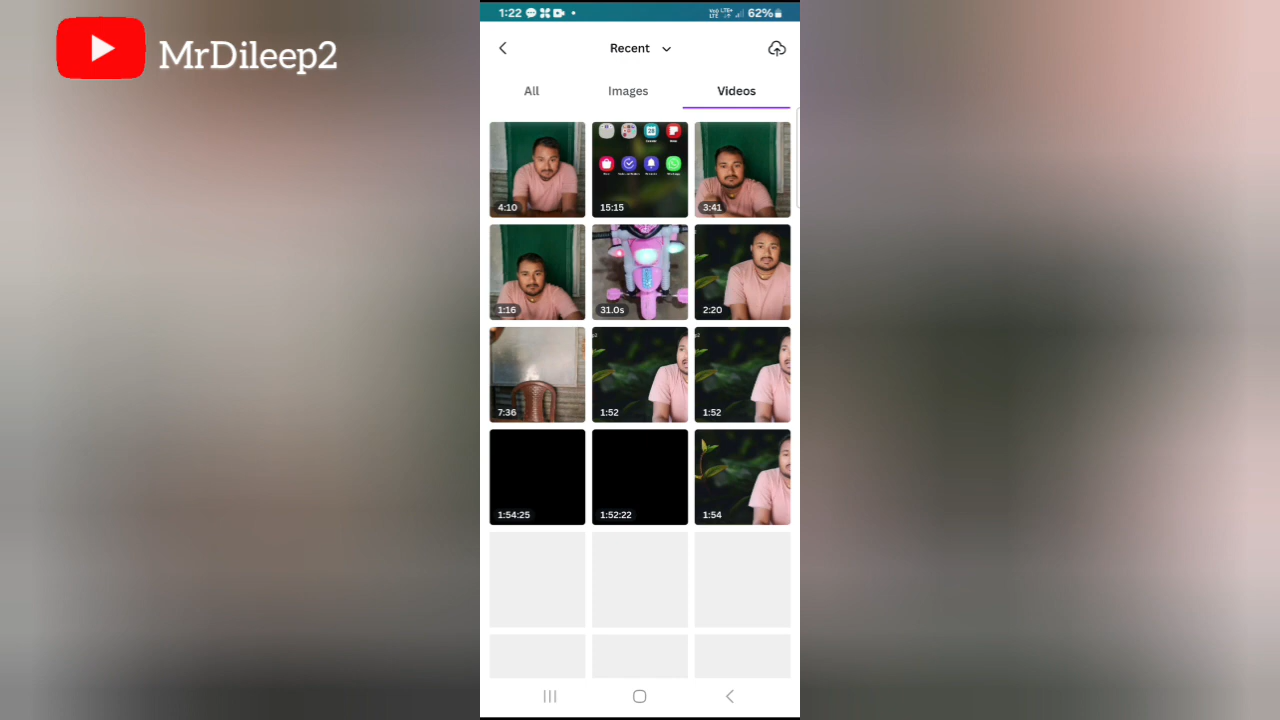 MrDileep2
1:22
62%
Recent
All Images Videos
4:10 15:15 3:41
1:16 31.0s 2:20
7:36 1:52 1:52
1:54:25 1:52:22 1:54